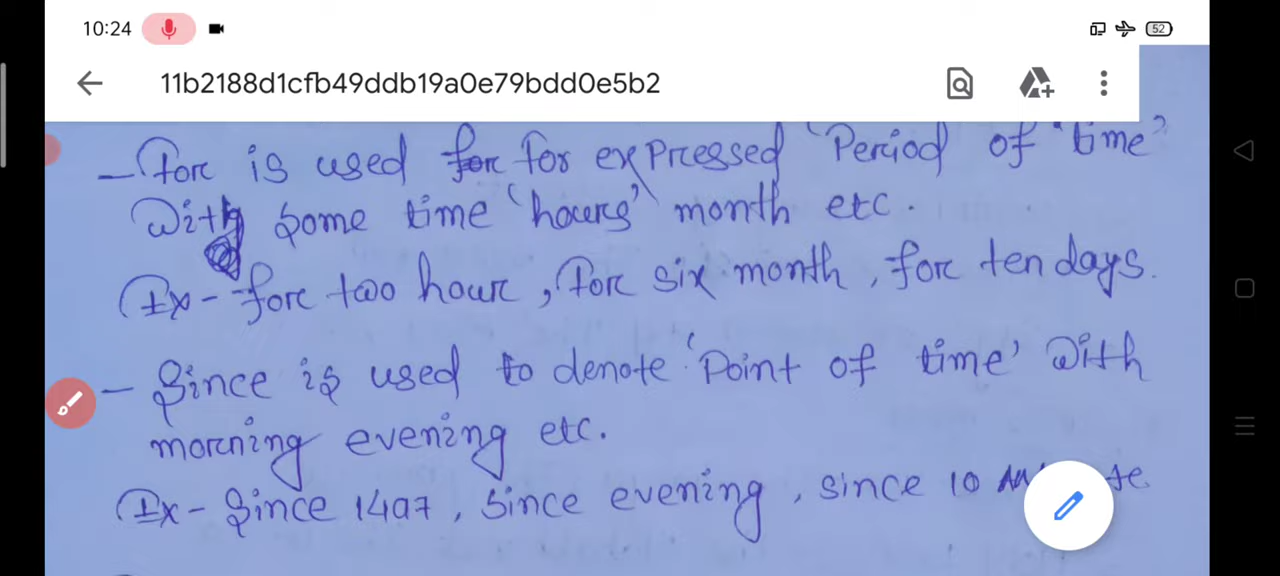 10:24
52
11b2188d1cfb49ddb19a0e79bdd0e5b2
- For is used for for expressed 'Period of 'time'
With some time 'hours' month etc
Ex - for two hour, For six month, for ten days.
- Since is used to denote 'Point of time' With
morning evening etc.
Ex - Since 1497, Since evening, since 10